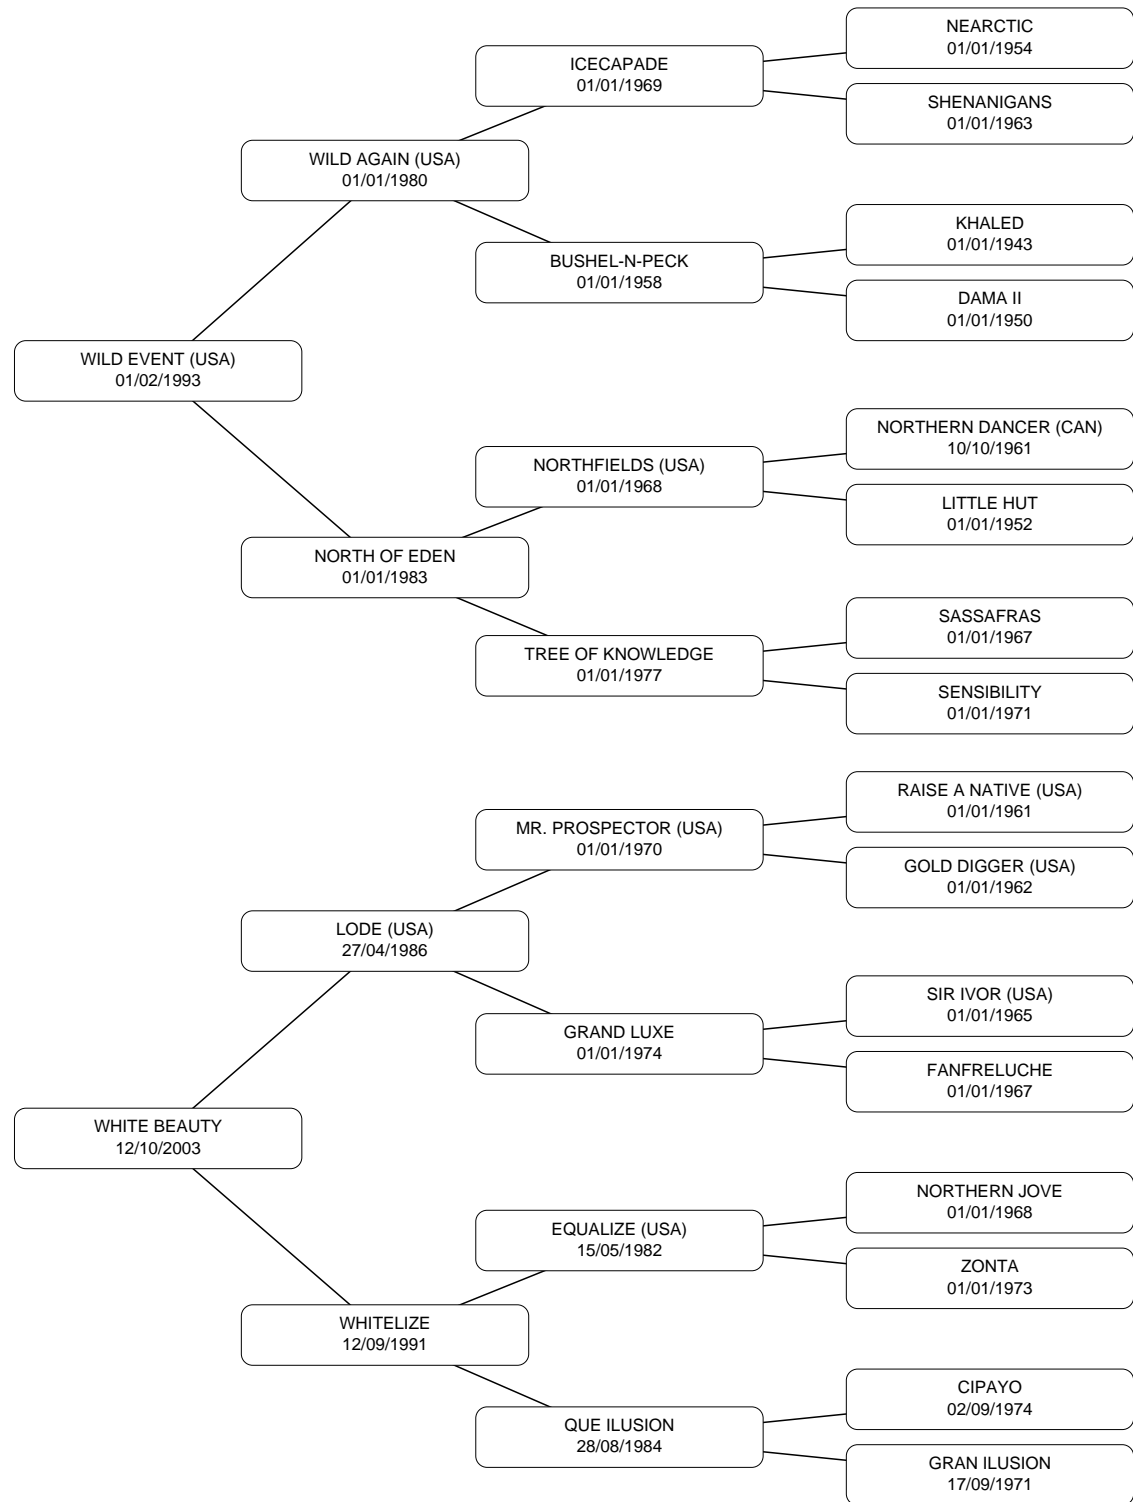 NEARCTIC
01/01/1954
ICECAPADE
01/01/1969
SHENANIGANS
01/01/1963
WILD AGAIN (USA)
01/01/1980
KHALED
01/01/1943
BUSHEL-N-PECK
01/01/1958
DAMA II
01/01/1950
WILD EVENT (USA)
01/02/1993
NORTHERN DANCER (CAN)
10/10/1961
NORTHFIELDS (USA)
01/01/1968
LITTLE HUT
01/01/1952
NORTH OF EDEN
01/01/1983
SASSAFRAS
01/01/1967
TREE OF KNOWLEDGE
01/01/1977
SENSIBILITY
01/01/1971
RAISE A NATIVE (USA)
01/01/1961
MR. PROSPECTOR (USA)
01/01/1970
GOLD DIGGER (USA)
01/01/1962
LODE (USA)
27/04/1986
SIR IVOR (USA)
01/01/1965
GRAND LUXE
01/01/1974
FANFRELUCHE
01/01/1967
WHITE BEAUTY
12/10/2003
NORTHERN JOVE
01/01/1968
EQUALIZE (USA)
15/05/1982
ZONTA
01/01/1973
WHITELIZE
12/09/1991
CIPAYO
02/09/1974
QUE ILUSION
28/08/1984
GRAN ILUSION
17/09/1971